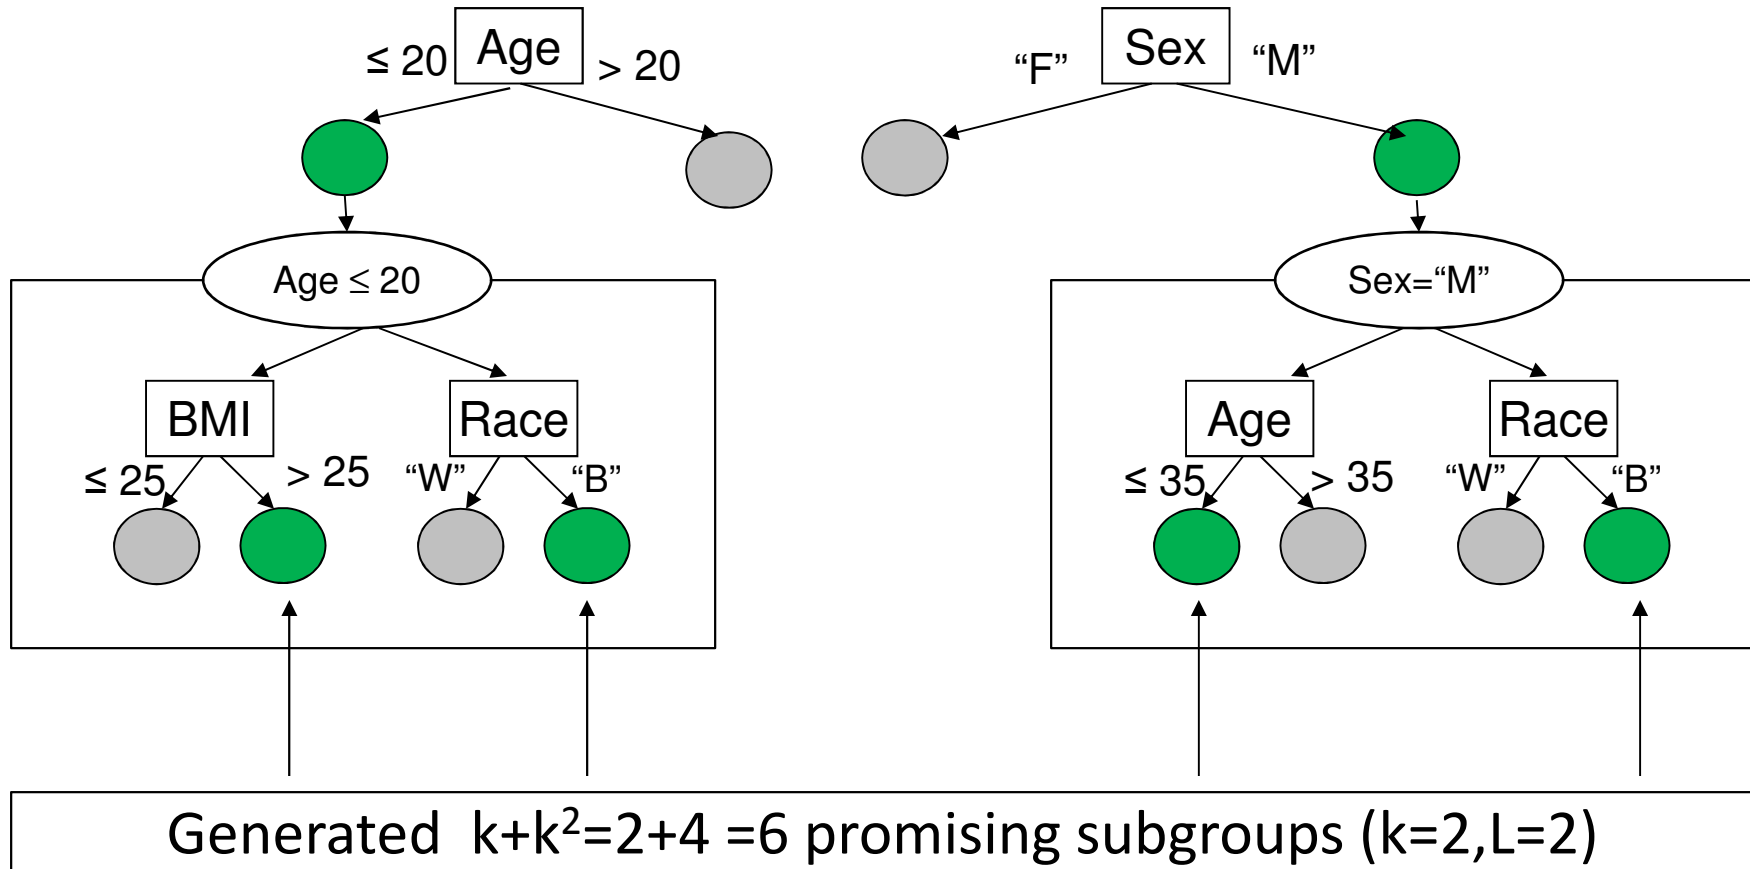 ≤ 20 Age > 20
“F” Sex “M”
Age ≤ 20
Sex=“M”
BMI
Race
Age
Race
≤ 25
> 25
“W”
“B”
≤ 35
> 35
“W”
“B”
Generated k+k²=2+4 =6 promising subgroups (k=2,L=2)